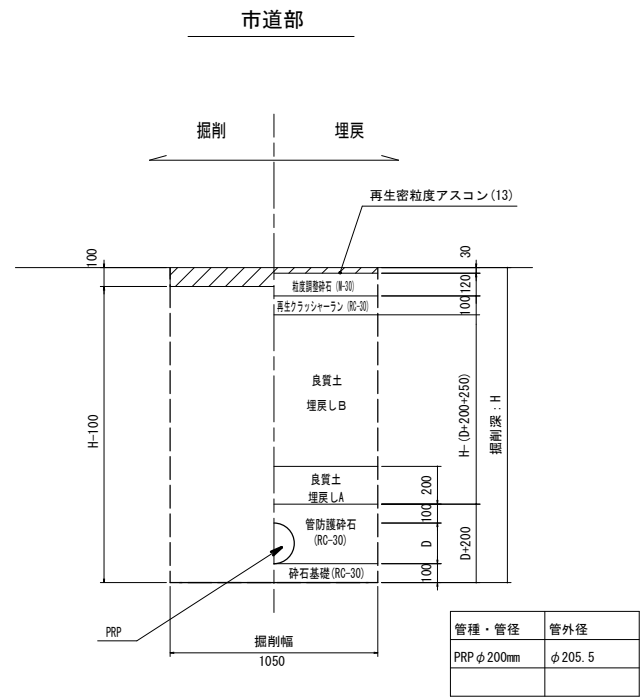 市道部
掘削
埋戻
再生密粒度アスコン(13)
100
30
粒度調整砕石(M-30)
120
再生クラッシャーラン(RC-30)
100
良質土
埋戻しB
H-100
H-(D+200+250)
掘削深:H
良質土
埋戻しA
200
管防護砕石
(RC-30)
100
D
D+200
砕石基礎(RC-30)
100
PRP
掘削幅
1050
管種・管径 管外径
PRPφ200mm φ205.5